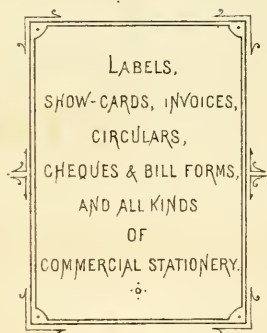 LABELS,
SHOW-CARDS, INVOICES,
CIRCULARS,
CHEQUES & BILL FORMS,
AND ALL KINDS
OF
COMMERCIAL STATIONERY.